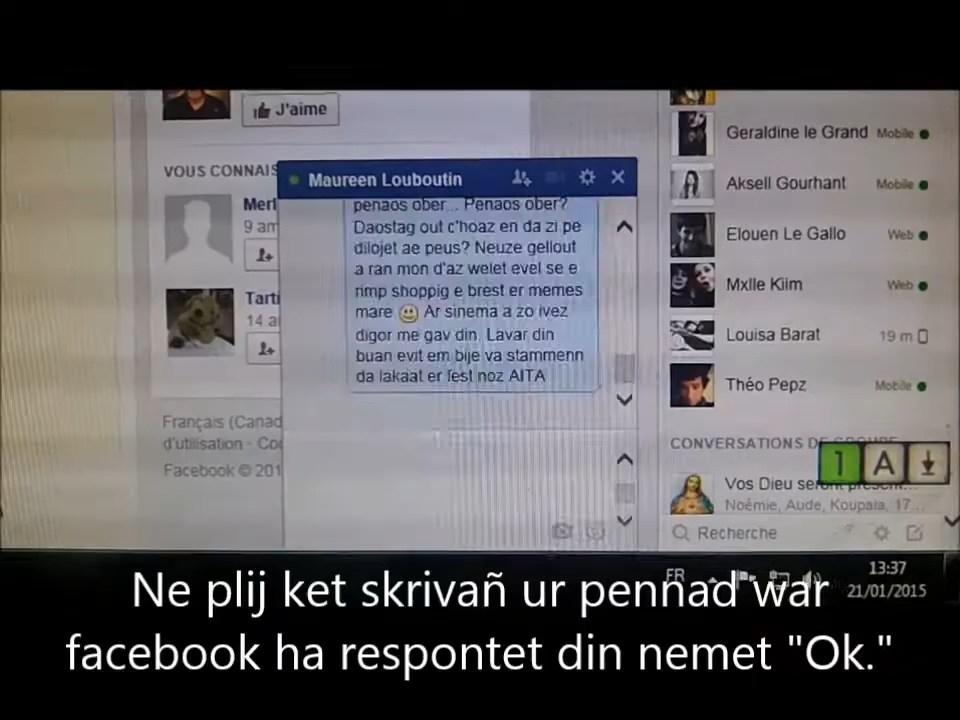 J'aime
VOUS CONNAIS
Merl
9 am
Tarti
14 a
Français (Canad
d'utilisation · Co
Facebook © 201
Maureen Louboutin
penaos ober... Penaos ober?
Daostag out c'hoaz en da zi pe
dilojet ae peus? Neuze gellout
a ran mon d'az welet evel se e
rimp shoppig e brest er memes
mare
Ar sinema a zo ivez
digor me gav din. Lavar din
buan evit em bije va stammenn
da lakaat er fest noz AITA
Geraldine le Grand Mobile
Aksell Gourhant Mobile
Elouen Le Gallo Web
Mxlle Kiim Web
Louisa Barat 19 m
Théo Pepz Mobile
CONVERSATIONS DE GROUPE
1 A
Vos Dieu seront présent...
Noémie, Aude, Koupaïa, 17...
Recherche
FR
13:37
21/01/2015
Ne plij ket skrivañ ur pennad war
facebook ha respontet din nemet "Ok."